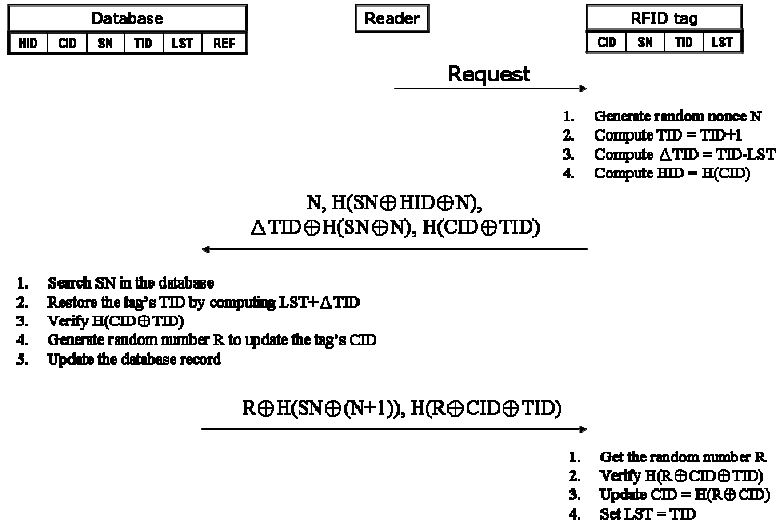 Database
HID CID SN TID LST REF
Reader
RFID tag
CID SN TID LST
Request
1. Generate random nonce N
2. Compute TID = TID+1
3. Compute ΔTID = TID-LST
4. Compute HID = H(CID)
N, H(SN⊕HID⊕N),
ΔTID⊕H(SN⊕N), H(CID⊕TID)
1. Search SN in the database
2. Restore the tag's TID by computing LST+ΔTID
3. Verify H(CID⊕TID)
4. Generate random number R to update the tag's CID
5. Update the database record
R⊕H(SN⊕(N+1)), H(R⊕CID⊕TID)
1. Get the random number R
2. Verify H(R⊕CID⊕TID)
3. Update CID = H(R⊕CID)
4. Set LST = TID